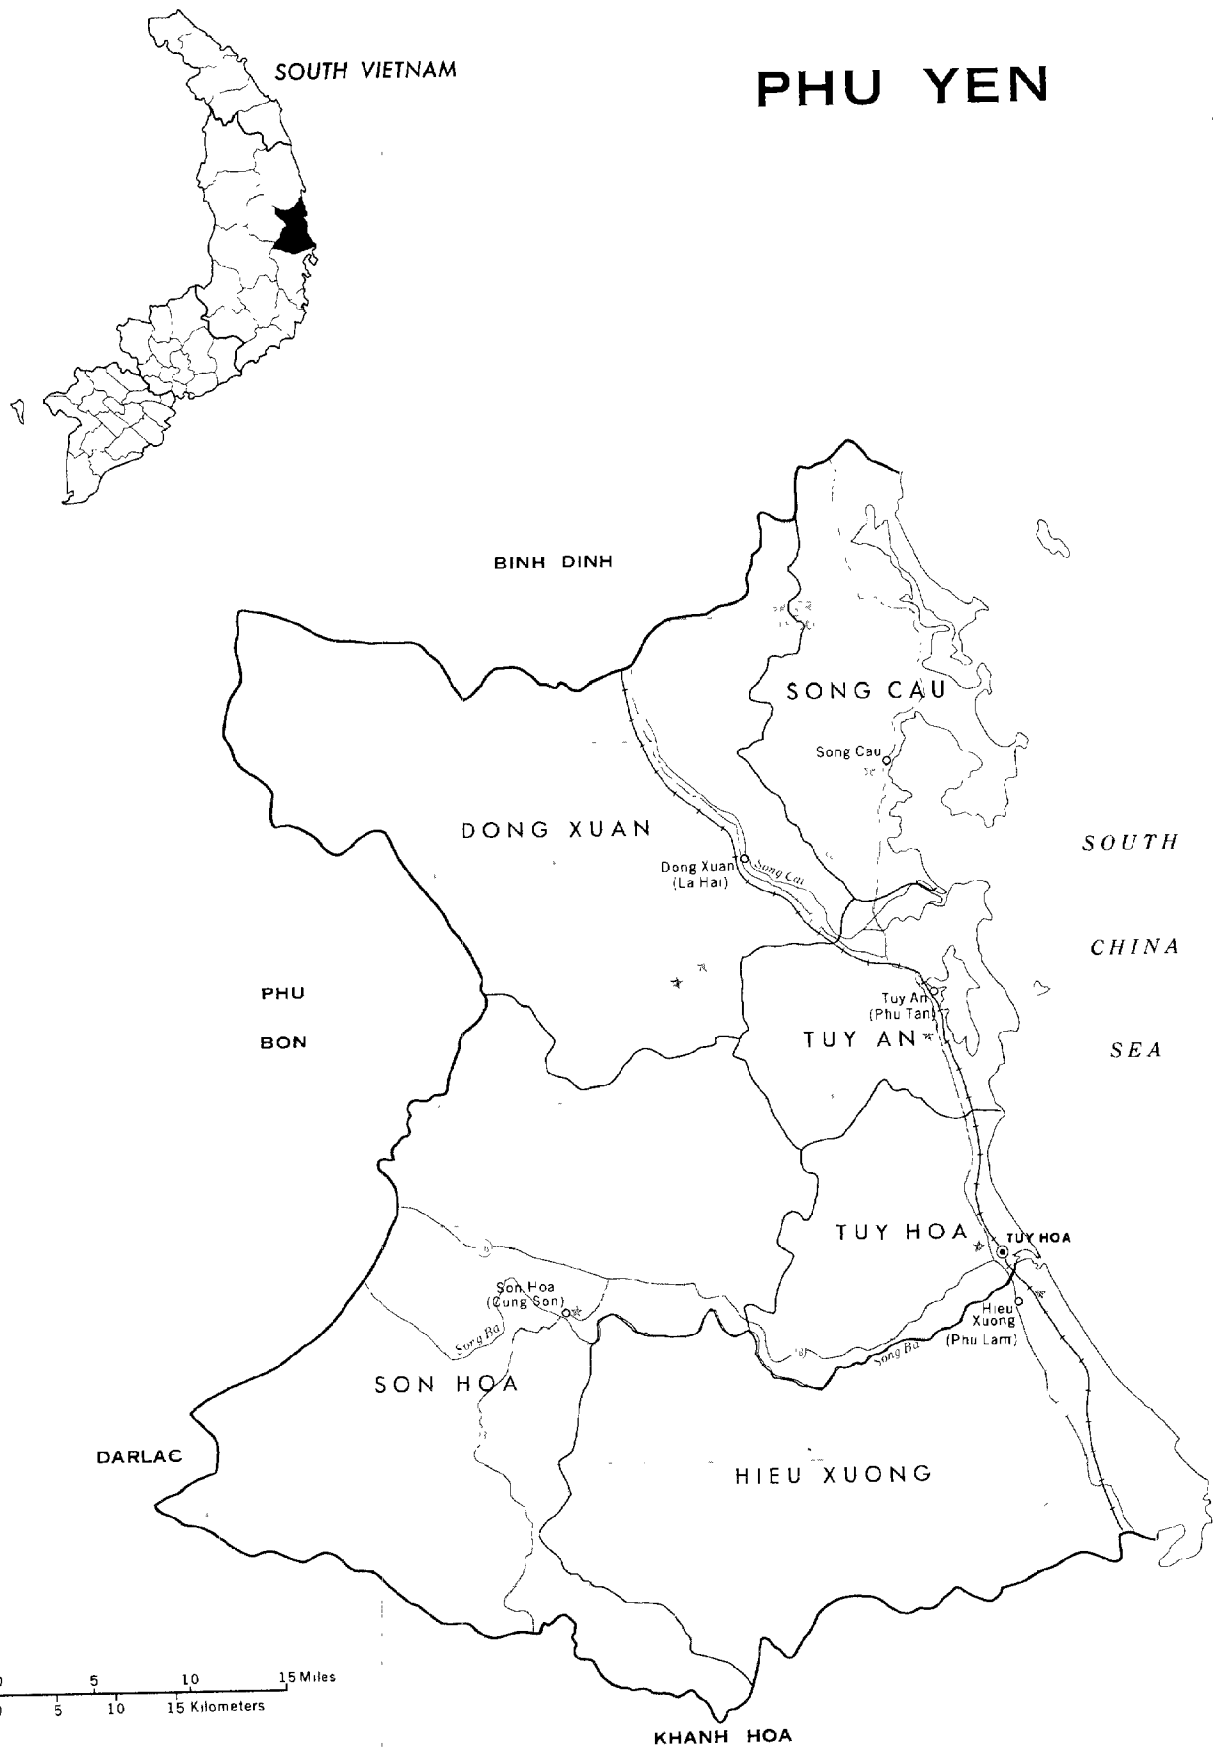 PHU YEN
SOUTH VIETNAM
BINH DINH
SONG CAU
Song Cau
DONG XUAN
SOUTH
Dong Xuan
(La Hai)
Song Cai
CHINA
PHU
BON
Tuy An
(Phu Tan)
TUY AN
SEA
TUY HOA
TUY HOA
Son Hoa
(Cung Son)
Hieu
Xuong
(Phu Lam)
Song Ba
Song Ba
SON HOA
DARLAC
HIEU XUONG
5 10 15 Miles
5 10 15 Kilometers
KHANH HOA